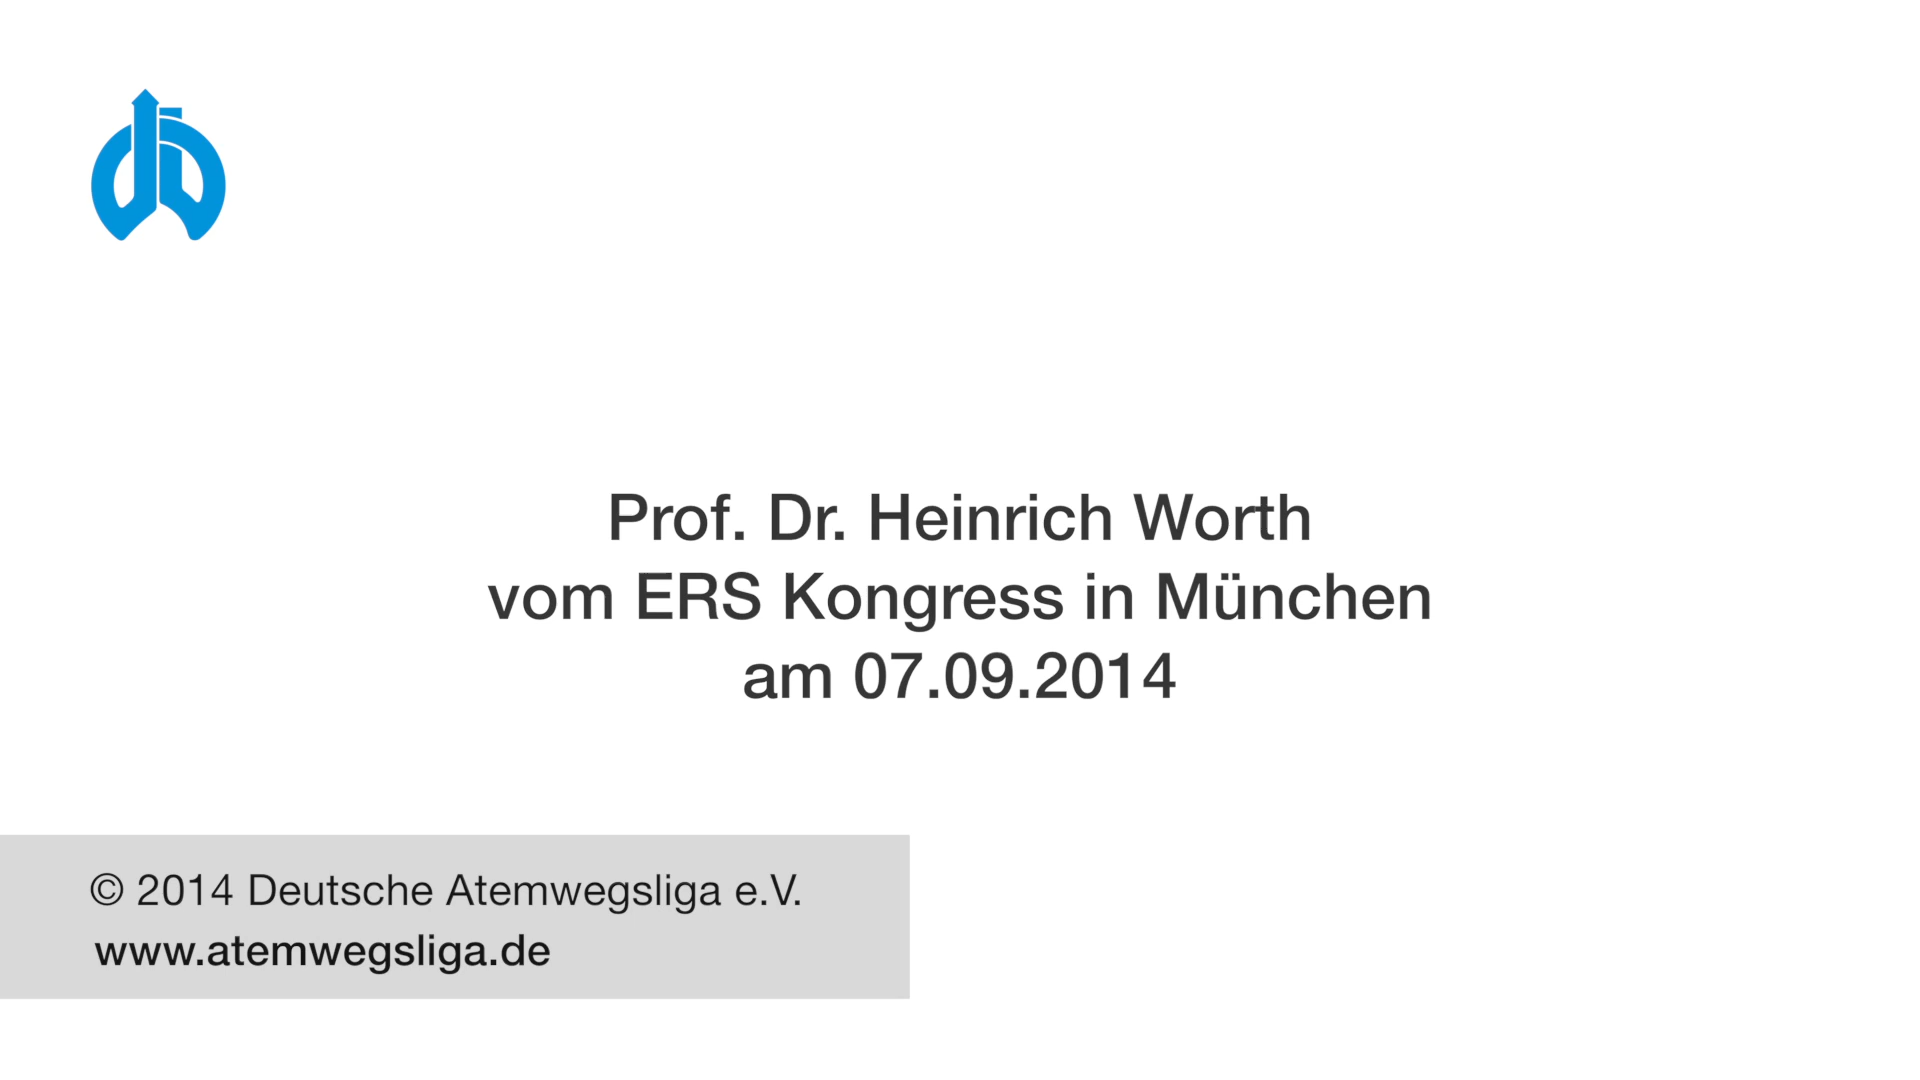 Prof. Dr. Heinrich Worth
vom ERS Kongress in München
am 07.09.2014
© 2014 Deutsche Atemwegsliga e.V.
www.atemwegsliga.de